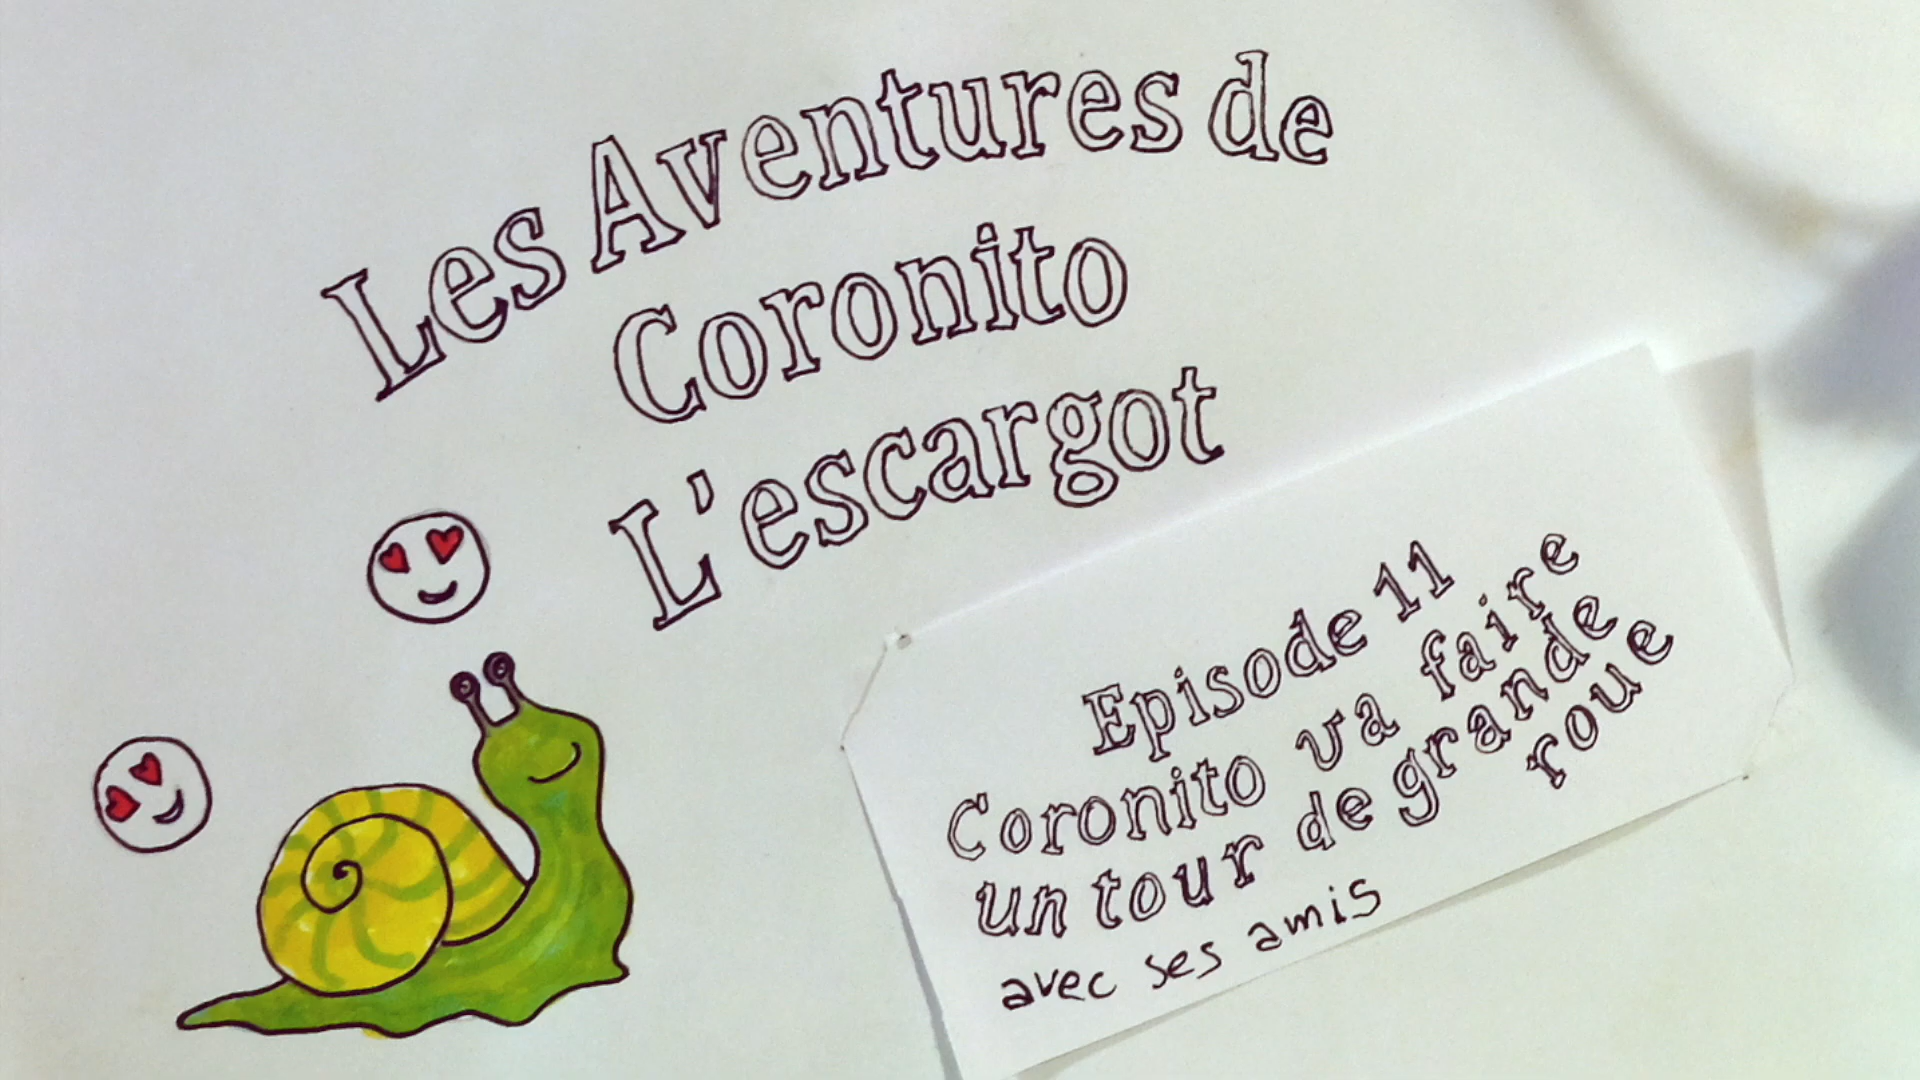 Les Aventures de
Coronito
L'escargot
Episode 11
Coronito va faire
un tour de grande
roue
avec ses amis